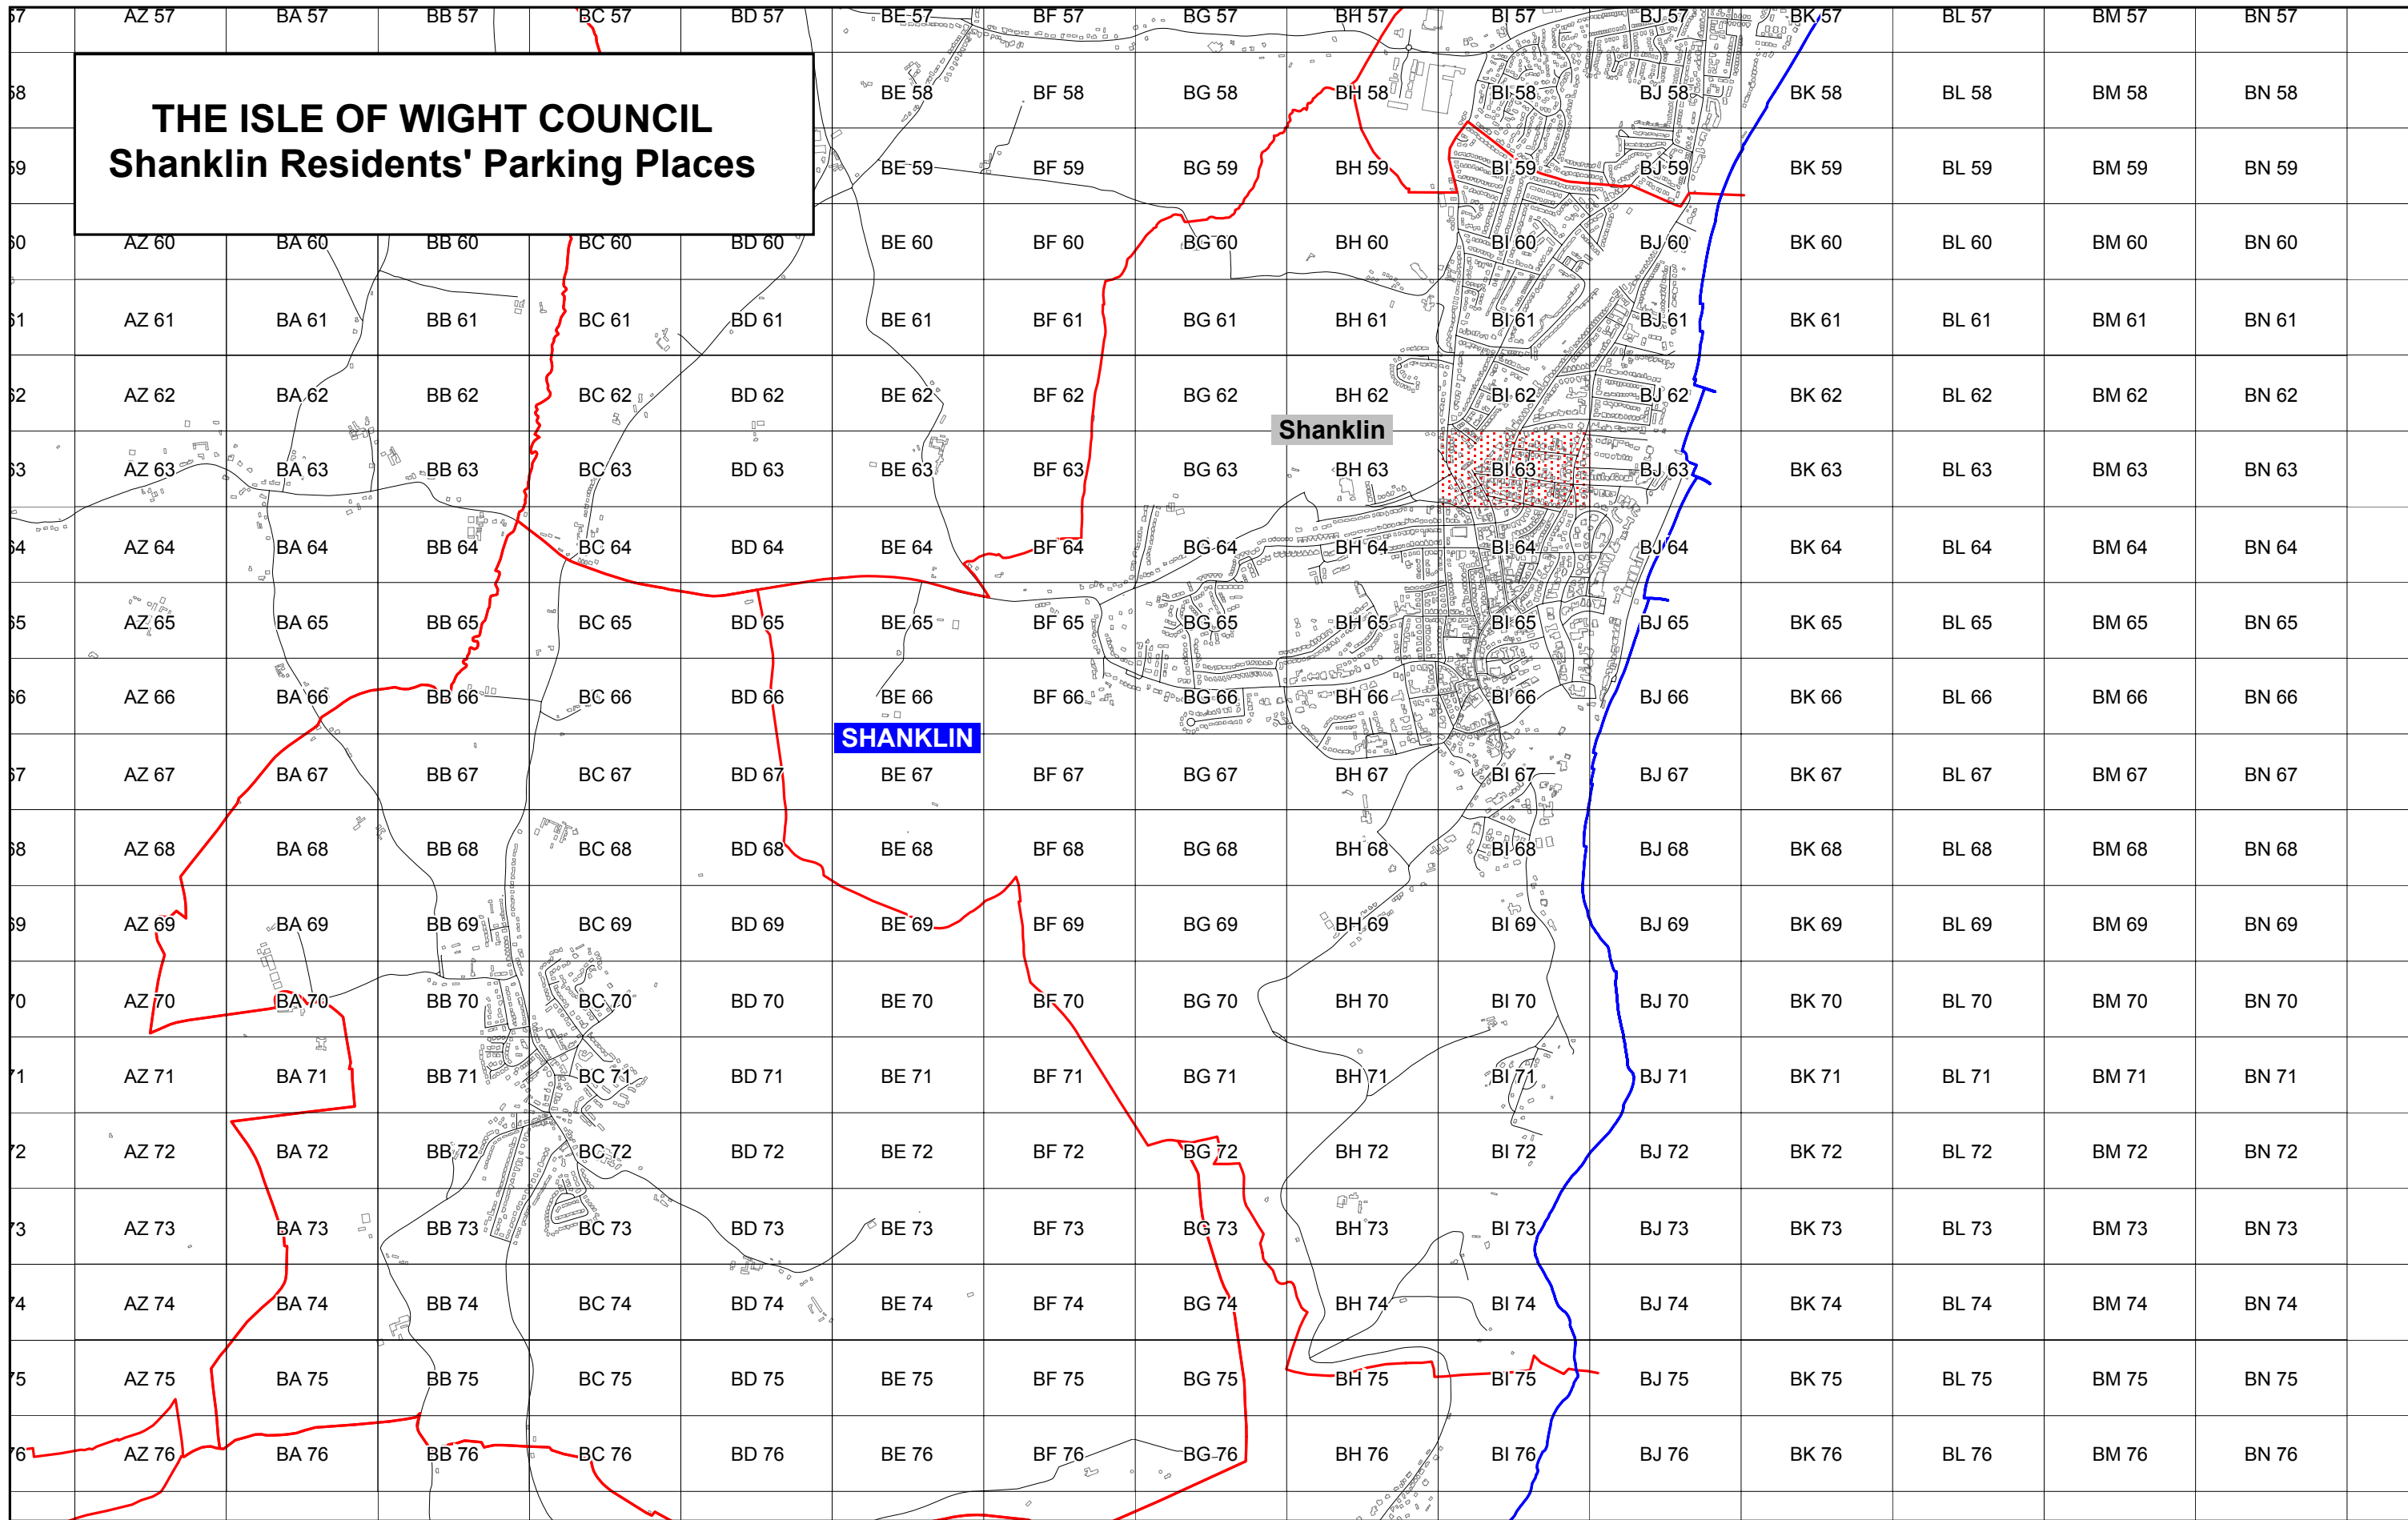 57 AZ 57 BA 57 BB 57 BC 57 BD 57 BE 57 BF 57 BG 57 BH 57 BI 57 BJ 57 BK 57 BL 57 BM 57 BN 57
THE ISLE OF WIGHT COUNCIL
Shanklin Residents' Parking Places
58 BE 58 BF 58 BG 58 BH 58 BI 58 BJ 58 BK 58 BL 58 BM 58 BN 58
59 BE 59 BF 59 BG 59 BH 59 BI 59 BJ 59 BK 59 BL 59 BM 59 BN 59
60 AZ 60 BA 60 BB 60 BC 60 BD 60 BE 60 BF 60 BG 60 BH 60 BI 60 BJ 60 BK 60 BL 60 BM 60 BN 60
61 AZ 61 BA 61 BB 61 BC 61 BD 61 BE 61 BF 61 BG 61 BH 61 BI 61 BJ 61 BK 61 BL 61 BM 61 BN 61
62 AZ 62 BA 62 BB 62 BC 62 BD 62 BE 62 BF 62 BG 62 BH 62 BI 62 BJ 62 BK 62 BL 62 BM 62 BN 62
Shanklin
63 AZ 63 BA 63 BB 63 BC 63 BD 63 BE 63 BF 63 BG 63 BH 63 BI 63 BJ 63 BK 63 BL 63 BM 63 BN 63
64 AZ 64 BA 64 BB 64 BC 64 BD 64 BE 64 BF 64 BG 64 BH 64 BI 64 BJ 64 BK 64 BL 64 BM 64 BN 64
65 AZ 65 BA 65 BB 65 BC 65 BD 65 BE 65 BF 65 BG 65 BH 65 BI 65 BJ 65 BK 65 BL 65 BM 65 BN 65
66 AZ 66 BA 66 BB 66 BC 66 BD 66 BE 66 BF 66 BG 66 BH 66 BI 66 BJ 66 BK 66 BL 66 BM 66 BN 66
SHANKLIN
67 AZ 67 BA 67 BB 67 BC 67 BD 67 BE 67 BF 67 BG 67 BH 67 BI 67 BJ 67 BK 67 BL 67 BM 67 BN 67
68 AZ 68 BA 68 BB 68 BC 68 BD 68 BE 68 BF 68 BG 68 BH 68 BI 68 BJ 68 BK 68 BL 68 BM 68 BN 68
69 AZ 69 BA 69 BB 69 BC 69 BD 69 BE 69 BF 69 BG 69 BH 69 BI 69 BJ 69 BK 69 BL 69 BM 69 BN 69
70 AZ 70 BA 70 BB 70 BC 70 BD 70 BE 70 BF 70 BG 70 BH 70 BI 70 BJ 70 BK 70 BL 70 BM 70 BN 70
71 AZ 71 BA 71 BB 71 BC 71 BD 71 BE 71 BF 71 BG 71 BH 71 BI 71 BJ 71 BK 71 BL 71 BM 71 BN 71
72 AZ 72 BA 72 BB 72 BC 72 BD 72 BE 72 BF 72 BG 72 BH 72 BI 72 BJ 72 BK 72 BL 72 BM 72 BN 72
73 AZ 73 BA 73 BB 73 BC 73 BD 73 BE 73 BF 73 BG 73 BH 73 BI 73 BJ 73 BK 73 BL 73 BM 73 BN 73
74 AZ 74 BA 74 BB 74 BC 74 BD 74 BE 74 BF 74 BG 74 BH 74 BI 74 BJ 74 BK 74 BL 74 BM 74 BN 74
75 AZ 75 BA 75 BB 75 BC 75 BD 75 BE 75 BF 75 BG 75 BH 75 BI 75 BJ 75 BK 75 BL 75 BM 75 BN 75
76 AZ 76 BA 76 BB 76 BC 76 BD 76 BE 76 BF 76 BG 76 BH 76 BI 76 BJ 76 BK 76 BL 76 BM 76 BN 76